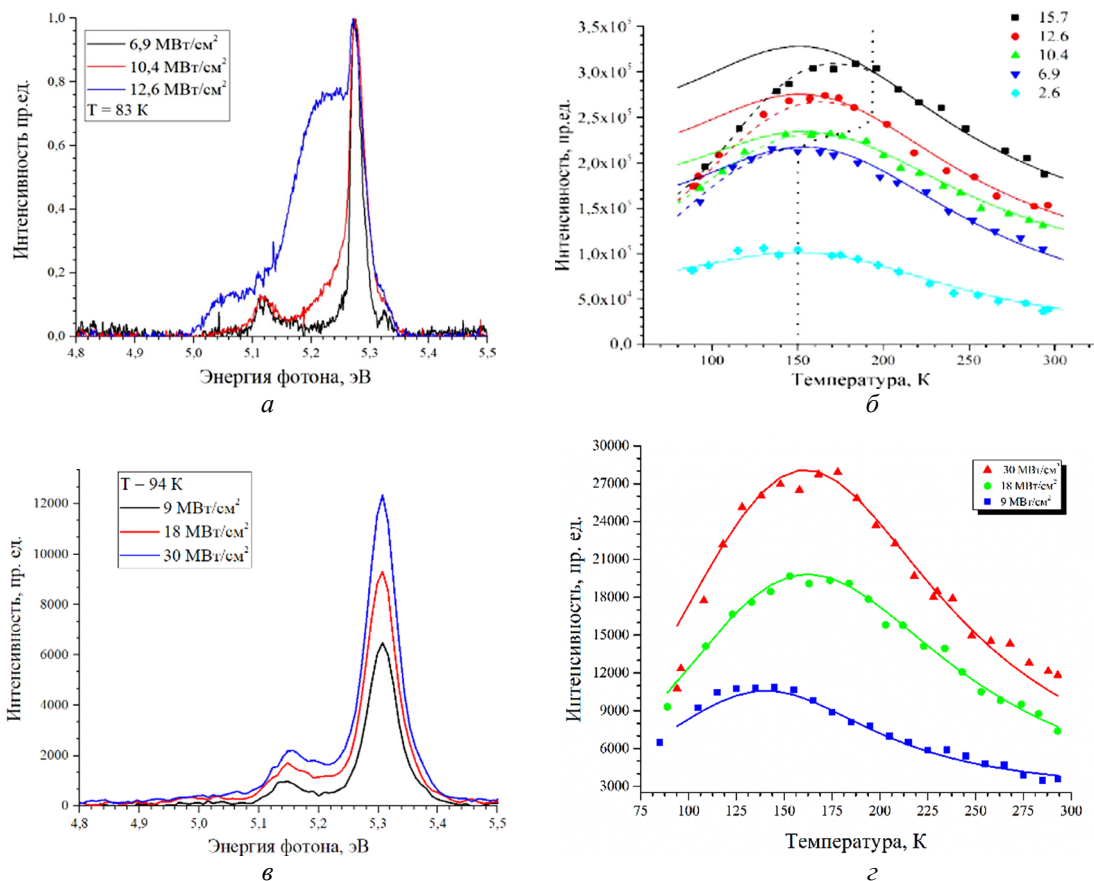 Интенсивность пр.ед.
1,0
0,8
0,6
0,4
0,2
0,0
6,9 МВт/см²
10,4 МВт/см²
12,6 МВт/см²
T = 83 K
4,8 4,9 5,0 5,1 5,2 5,3 5,4 5,5
Энергия фотона, эВ
а
Интенсивность, пр.ед.
3,5x10⁵
3,0x10⁵
2,5x10⁵
2,0x10⁵
1,5x10⁵
1,0x10⁵
5,0x10⁴
0,0
15.7
12.6
10.4
6.9
2.6
100 150 200 250 300
Температура, К
б
Интенсивность, пр. ед.
12000
10000
8000
6000
4000
2000
0
T – 94 K
9 МВт/см²
18 МВт/см²
30 МВт/см²
4,8 4,9 5,0 5,1 5,2 5,3 5,4 5,5
Энергия фотона, эВ
в
Интенсивность, пр. ед.
30000
27000
24000
21000
18000
15000
12000
9000
6000
3000
30 МВт/см²
18 МВт/см²
9 МВт/см²
75 100 125 150 175 200 225 250 275 300
Температура, К
г